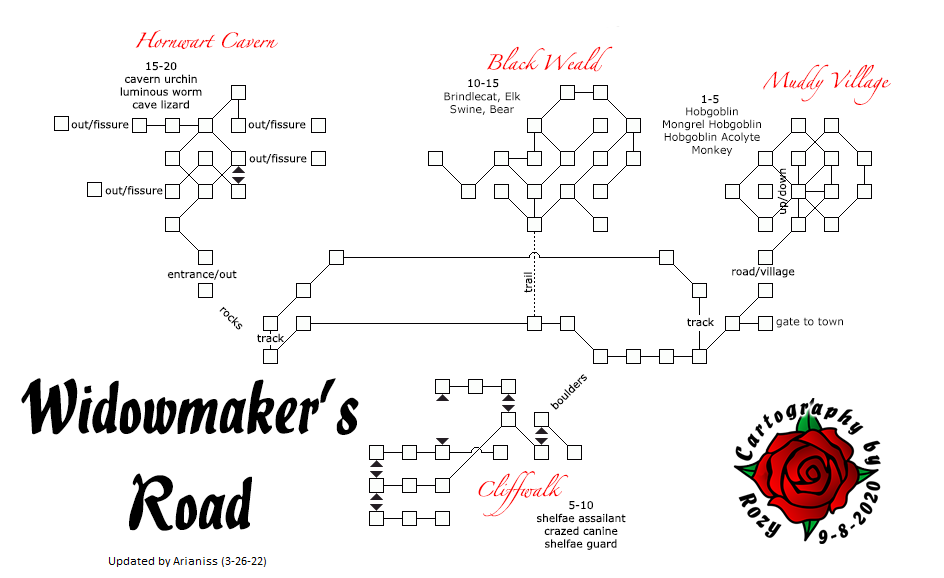 Hornwart Cavern
15-20
cavern urchin
luminous worm
cave lizard
out/fissure
out/fissure
out/fissure
out/fissure
entrance/out
rocks
track
Black Weald
10-15
Brindlecat, Elk
Swine, Bear
trail
Muddy Village
1-5
Hobgoblin
Mongrel Hobgoblin
Hobgoblin Acolyte
Monkey
up/down
road/village
track
gate to town
boulders
Cliffwalk
5-10
shelfae assailant
crazed canine
shelfae guard
Widowmaker's
Road
Updated by Arianiss (3-26-22)
Cartography by
Rozy 9-8-2020